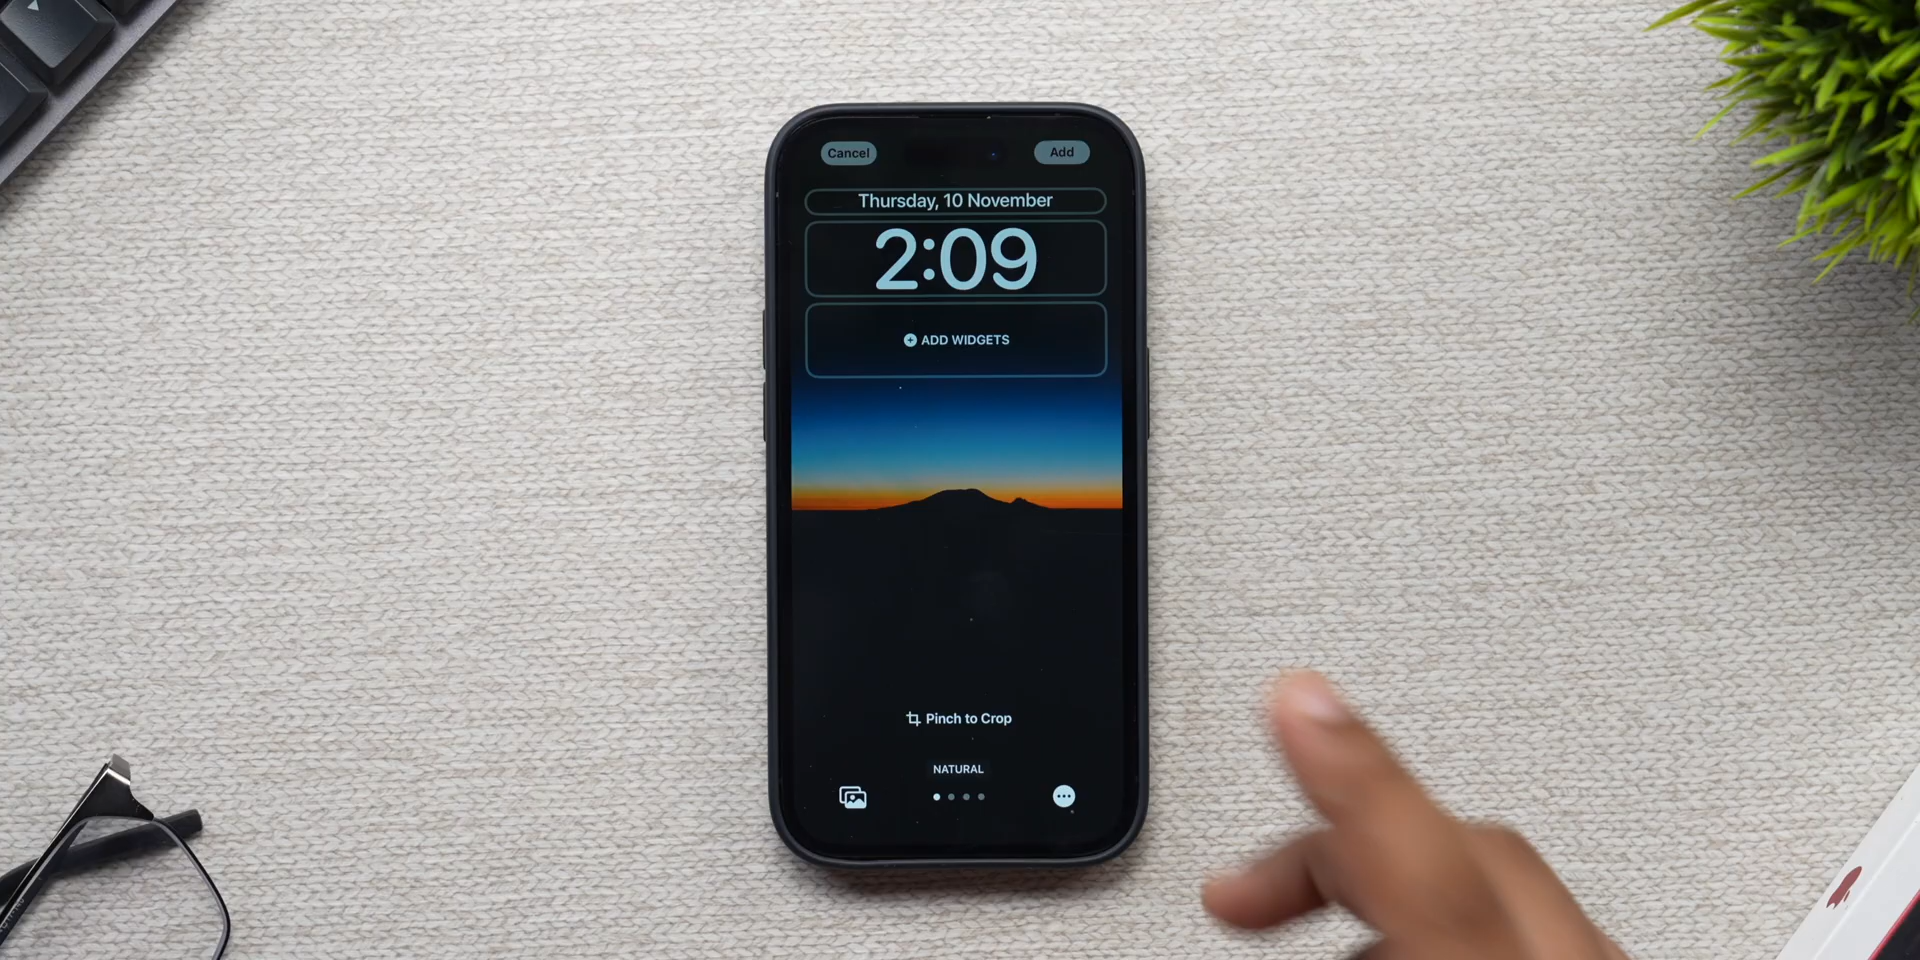 Cancel
Add
Thursday, 10 November
2:09
ADD WIDGETS
Pinch to Crop
NATURAL